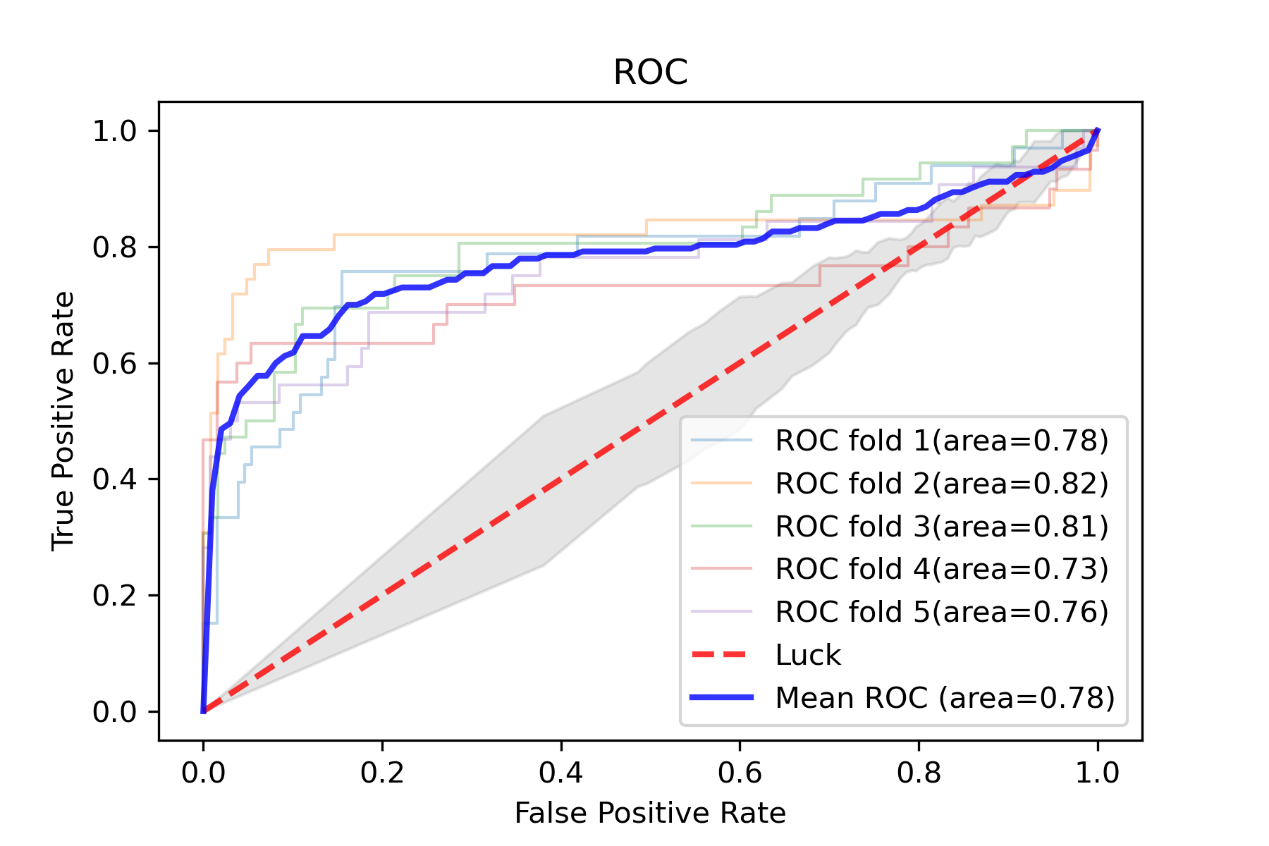 ROC
1.0
0.8
0.6
0.4
0.2
0.0
True Positive Rate
ROC fold 1(area=0.78)
ROC fold 2(area=0.82)
ROC fold 3(area=0.81)
ROC fold 4(area=0.73)
ROC fold 5(area=0.76)
Luck
Mean ROC (area=0.78)
0.0 0.2 0.4 0.6 0.8 1.0
False Positive Rate